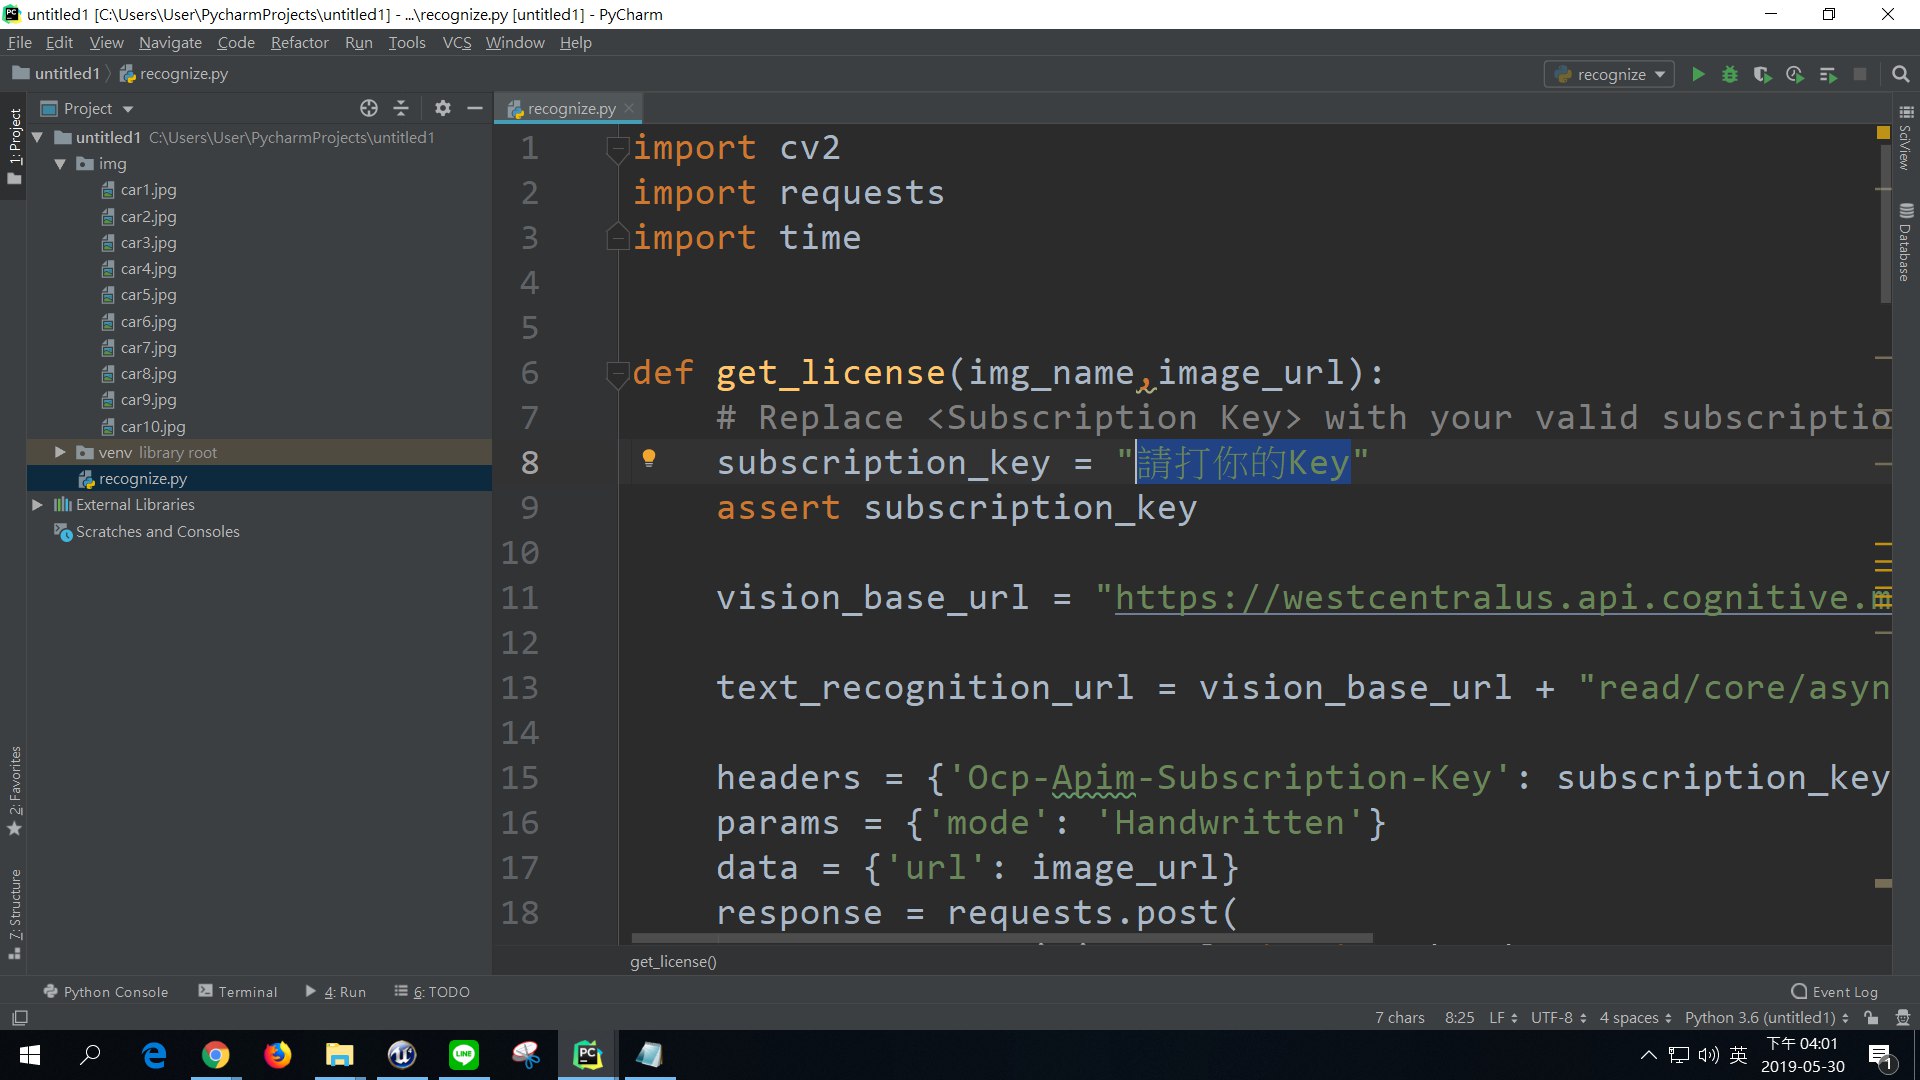 untitled1 [C:\Users\User\PycharmProjects\untitled1] - ...\recognize.py [untitled1] - PyCharm
File Edit View Navigate Code Refactor Run Tools VCS Window Help
untitled1 recognize.py
recognize
Project
recognize.py
1: Project
2: Favorites
7: Structure
untitled1 C:\Users\User\PycharmProjects\untitled1
img
car1.jpg
car2.jpg
car3.jpg
car4.jpg
car5.jpg
car6.jpg
car7.jpg
car8.jpg
car9.jpg
car10.jpg
venv library root
recognize.py
External Libraries
Scratches and Consoles
1 import cv2
2 import requests
3 import time
4
5
6 def get_license(img_name,image_url):
7 # Replace <Subscription Key> with your valid subscriptio
8 subscription_key = "請打你的Key"
9 assert subscription_key
10
11 vision_base_url = "https://westcentralus.api.cognitive.m
12
13 text_recognition_url = vision_base_url + "read/core/asyn
14
15 headers = {'Ocp-Apim-Subscription-Key': subscription_key
16 params = {'mode': 'Handwritten'}
17 data = {'url': image_url}
18 response = requests.post(
get_license()
SciView
Database
Python Console Terminal 4: Run 6: TODO Event Log
7 chars 8:25 LF UTF-8 4 spaces Python 3.6 (untitled1)
PC
LINE
英
下午 04:01
2019-05-30
1